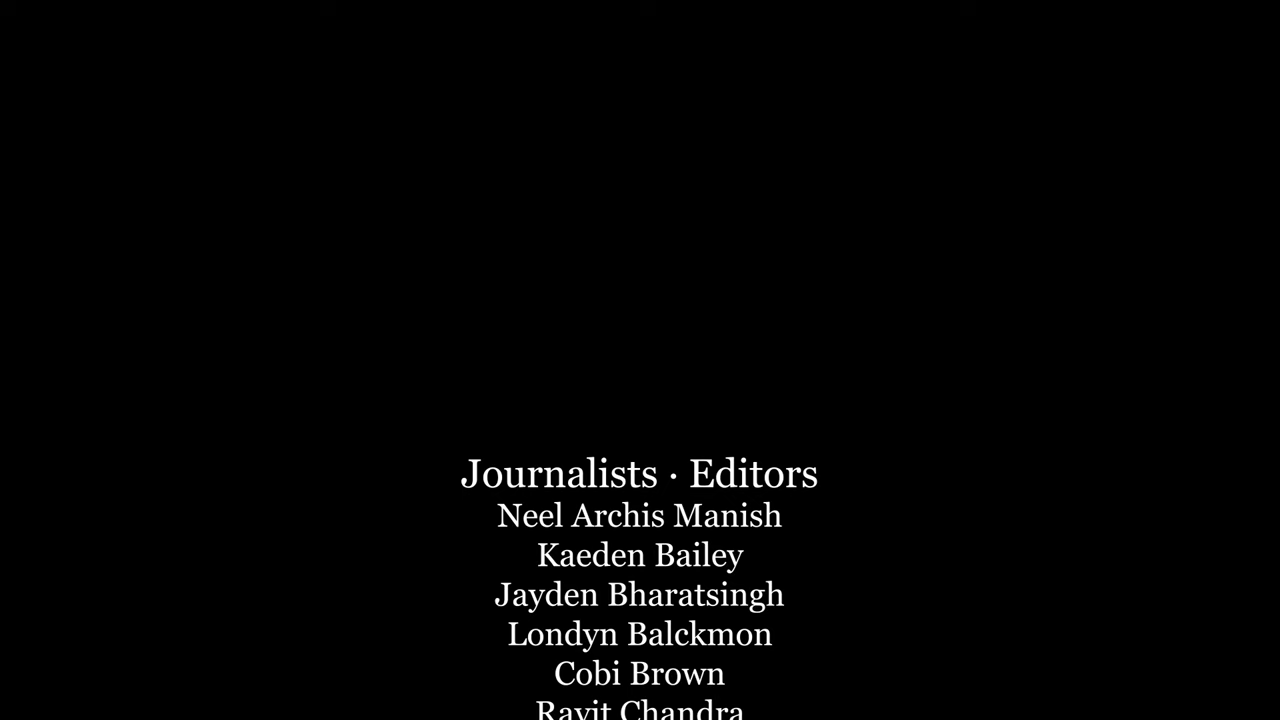 Journalists · Editors
Neel Archis Manish
Kaeden Bailey
Jayden Bharatsingh
Londyn Balckmon
Cobi Brown
Ravit Chandra